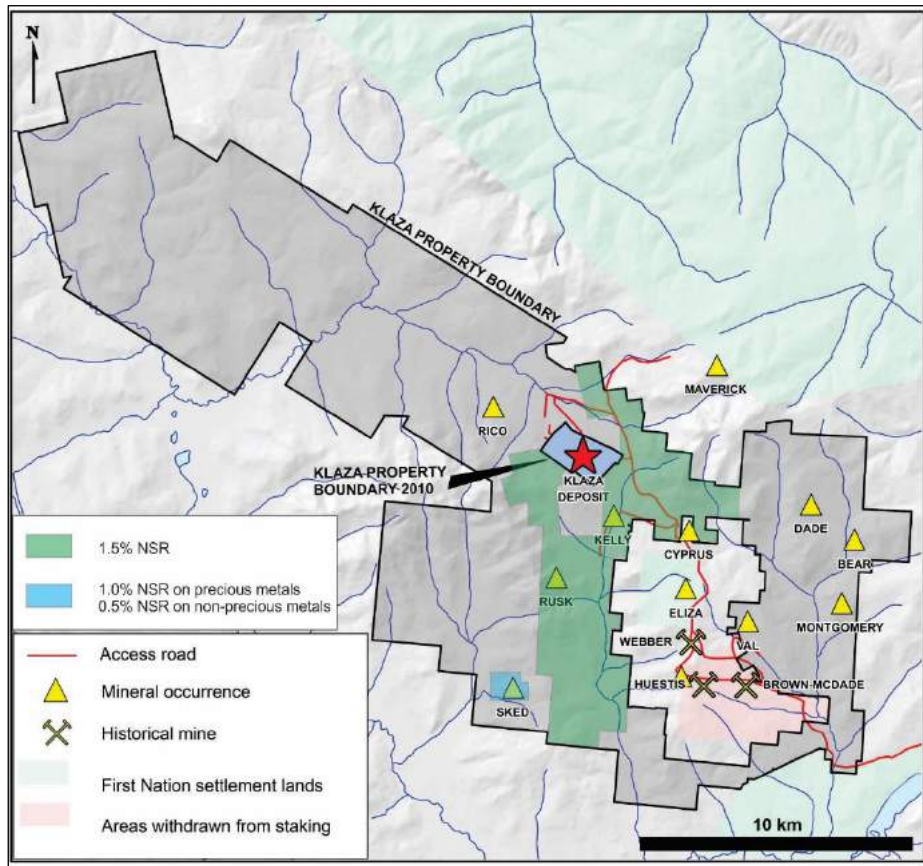 N
KLAZA PROPERTY BOUNDARY
MAVERICK
RICO
KLAZA PROPERTY
BOUNDARY 2010
KLAZA
DEPOSIT
KELLY
CYPRUS
DADE
BEAR
RUSK
ELIZA
MONTGOMERY
WEBBER
VAL
HUESTIS
BROWN-MCDADE
SKED
1.5% NSR
1.0% NSR on precious metals
0.5% NSR on non-precious metals
Access road
Mineral occurrence
Historical mine
First Nation settlement lands
Areas withdrawn from staking
10 km